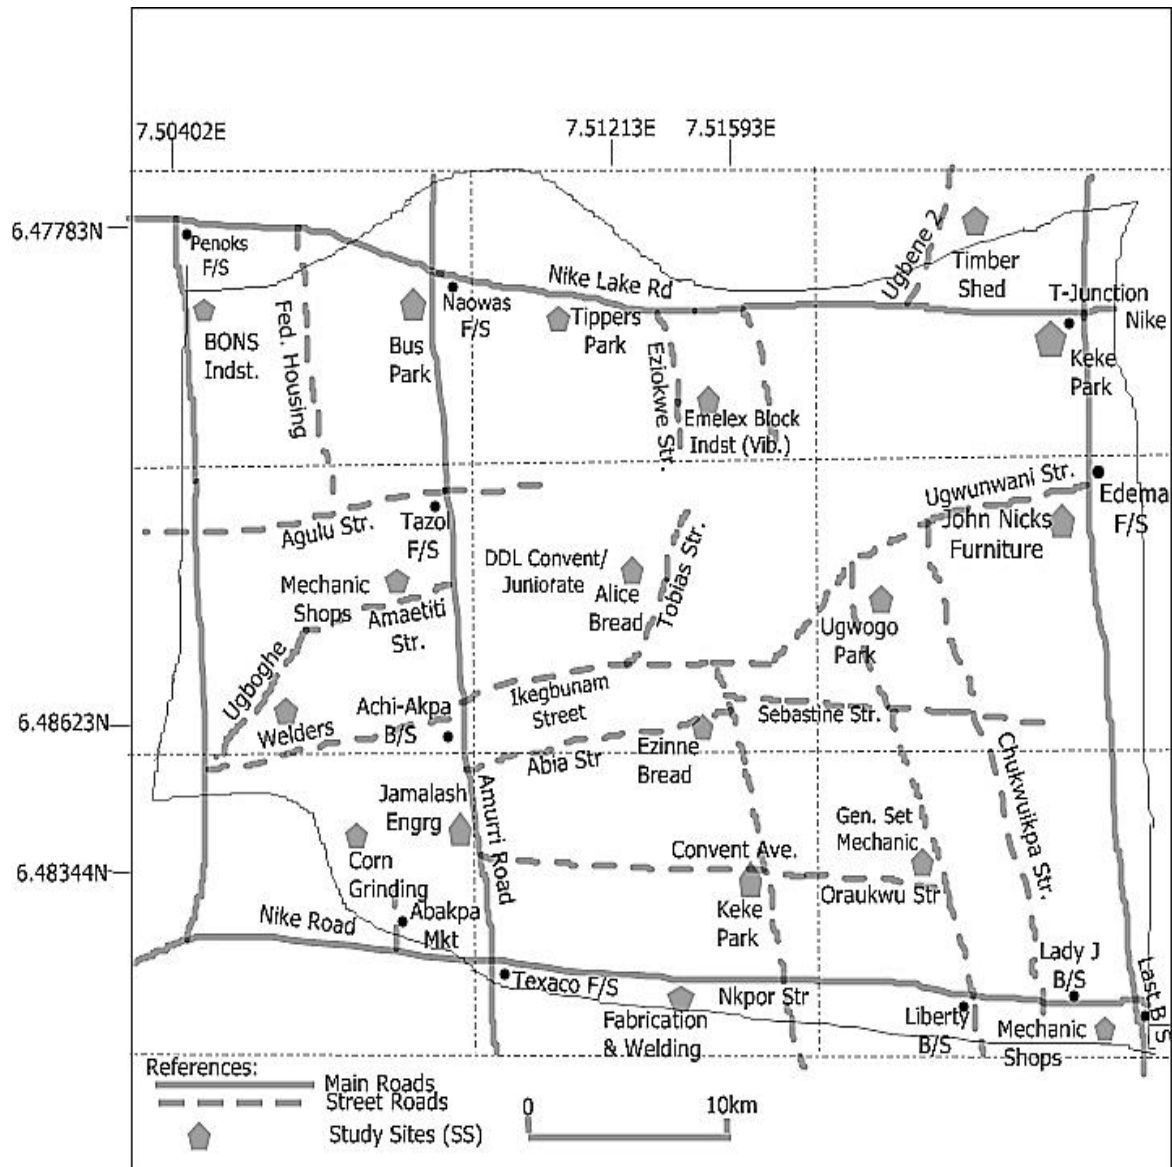 7.50402E
7.51213E
7.51593E
6.47783N
Penoks
F/S
Nike Lake Rd
Ugbene 2
Timber
Shed
T-Junction
Nike
BONS
Indst.
Fed. Housing
Bus
Park
Naowas
F/S
Tippers
Park
Eziokwe Str.
Keke
Park
Emelex Block
Indst (Vib.)
Ugwunwani Str.
Edema
F/S
Agulu Str.
Tazol
F/S
John Nicks
Furniture
Mechanic
Shops
Amaetiti
Str.
DDL Convent/
Juniorate
Alice
Bread
Tobias Str.
Ugwogo
Park
Ugboghe
6.48623N
Welders
Achi-Akpa
B/S
Ikegbunam
Street
Sebastine Str.
Abia Str
Ezinne
Bread
Chukwuikpa Str.
Jamalash
Engrg
Amurri Road
Gen. Set
Mechanic
6.48344N
Corn
Grinding
Convent Ave.
Oraukwu Str
Keke
Park
Nike Road
Abakpa
Mkt
Lady J
B/S
Last B/S
Texaco F/S
Nkpor Str
Fabrication
& Welding
Liberty
B/S
Mechanic
Shops
References:
Main Roads
Street Roads
Study Sites (SS)
0
10km